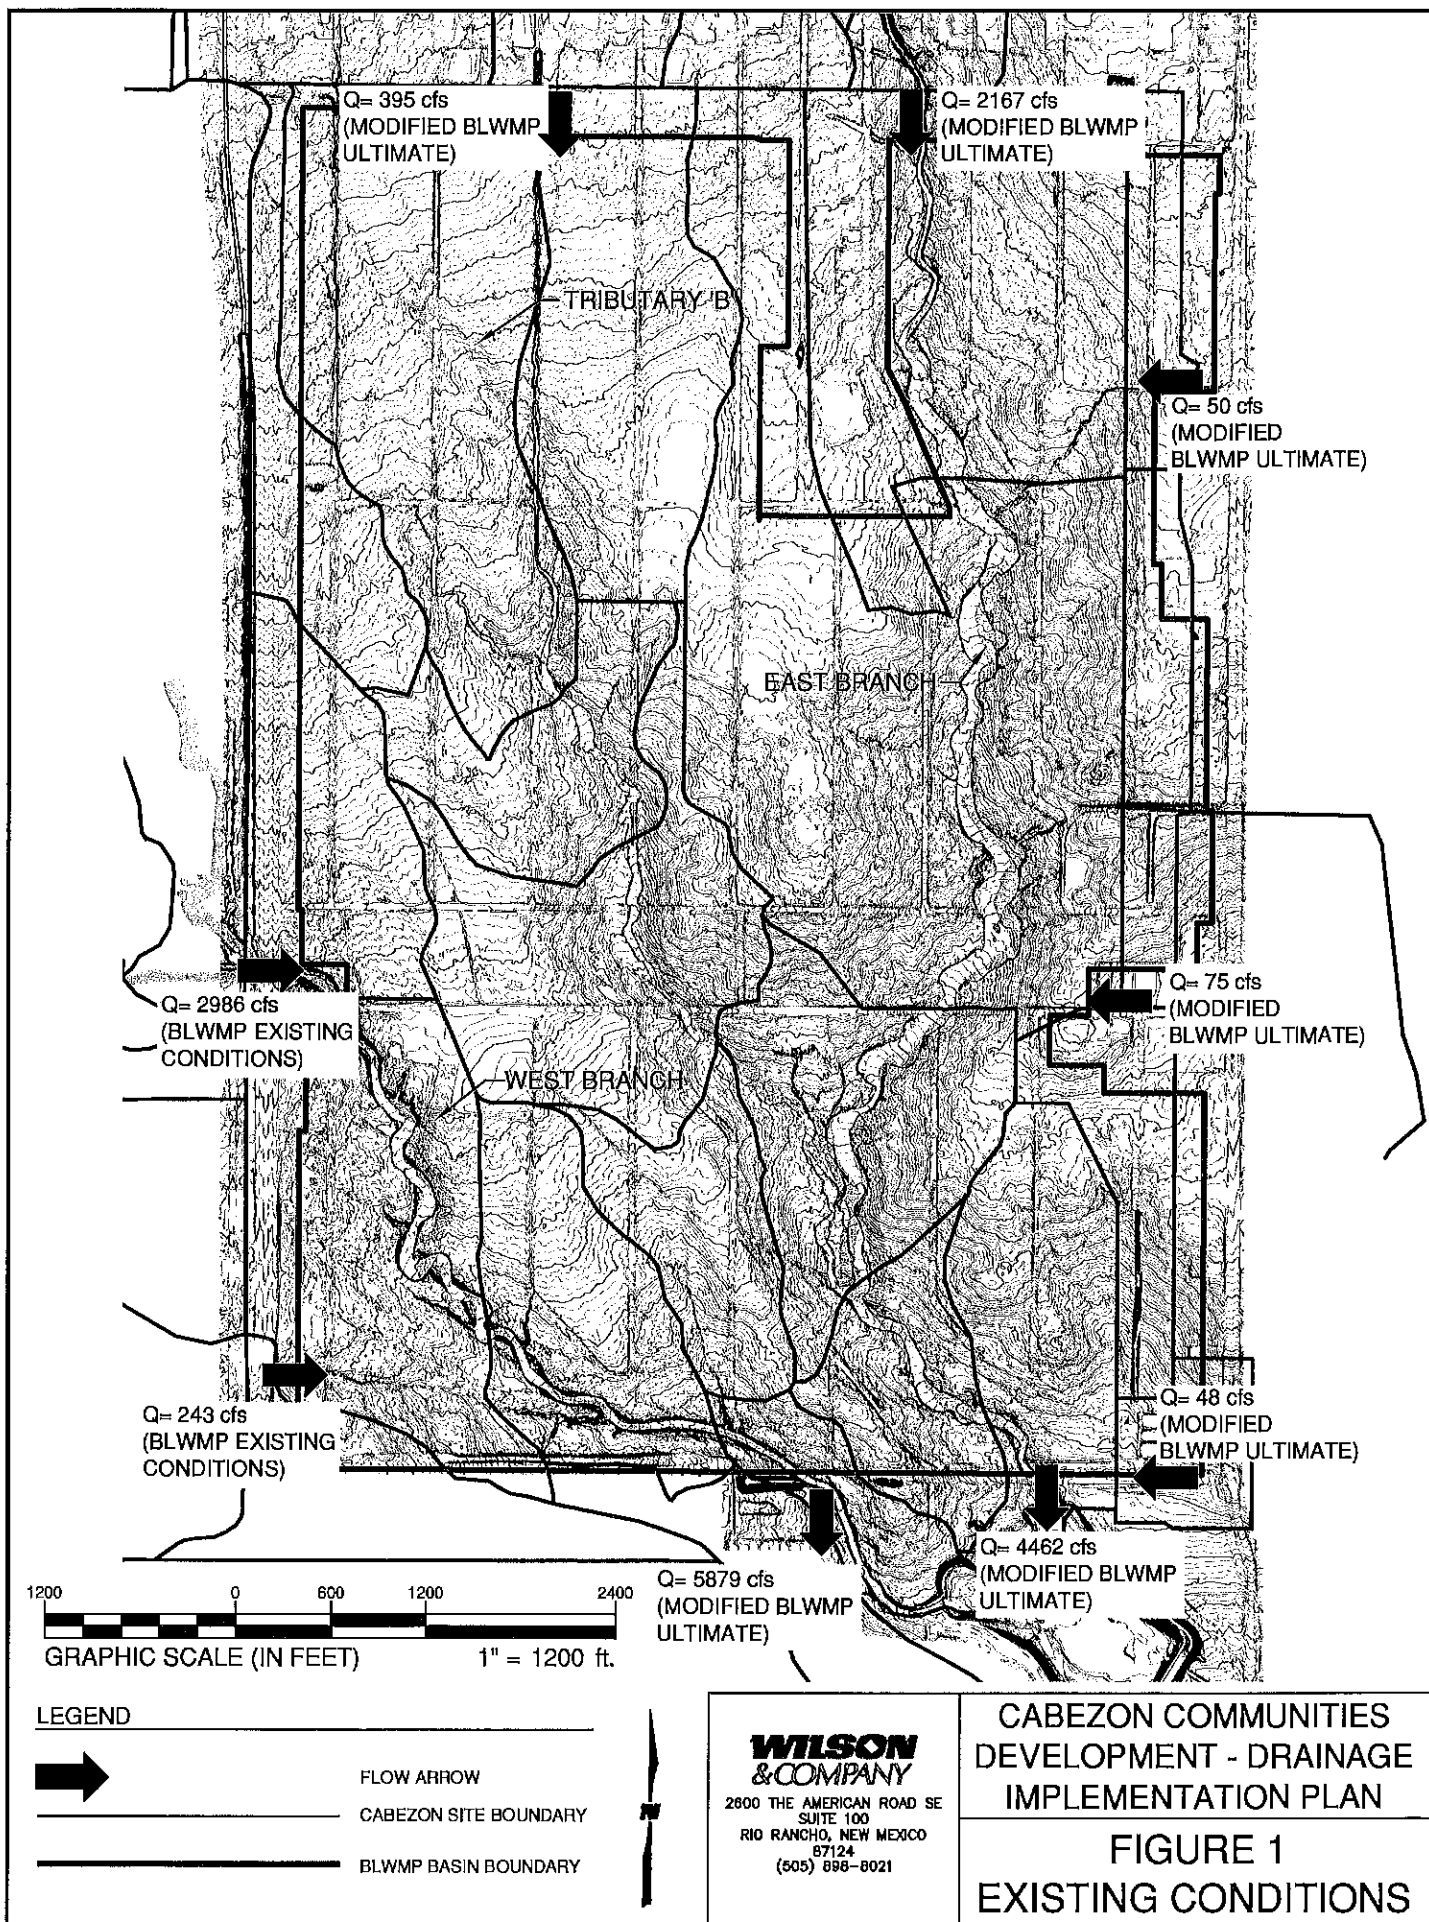 Q= 395 cfs
(MODIFIED BLWMP
ULTIMATE)
Q= 2167 cfs
(MODIFIED BLWMP
ULTIMATE)
TRIBUTARY 'B'
Q= 50 cfs
(MODIFIED
BLWMP ULTIMATE)
EAST BRANCH
Q= 2986 cfs
(BLWMP EXISTING
CONDITIONS)
Q= 75 cfs
(MODIFIED
BLWMP ULTIMATE)
WEST BRANCH
Q= 243 cfs
(BLWMP EXISTING
CONDITIONS)
Q= 48 cfs
(MODIFIED
BLWMP ULTIMATE)
Q= 5879 cfs
(MODIFIED BLWMP
ULTIMATE)
Q= 4462 cfs
(MODIFIED BLWMP
ULTIMATE)
1200 0 600 1200 2400
GRAPHIC SCALE (IN FEET) 1" = 1200 ft.
LEGEND
FLOW ARROW
CABEZON SITE BOUNDARY
BLWMP BASIN BOUNDARY
N
WILSON
&COMPANY
2600 THE AMERICAN ROAD SE
SUITE 100
RIO RANCHO, NEW MEXICO
87124
(505) 898-8021
CABEZON COMMUNITIES
DEVELOPMENT - DRAINAGE
IMPLEMENTATION PLAN
FIGURE 1
EXISTING CONDITIONS